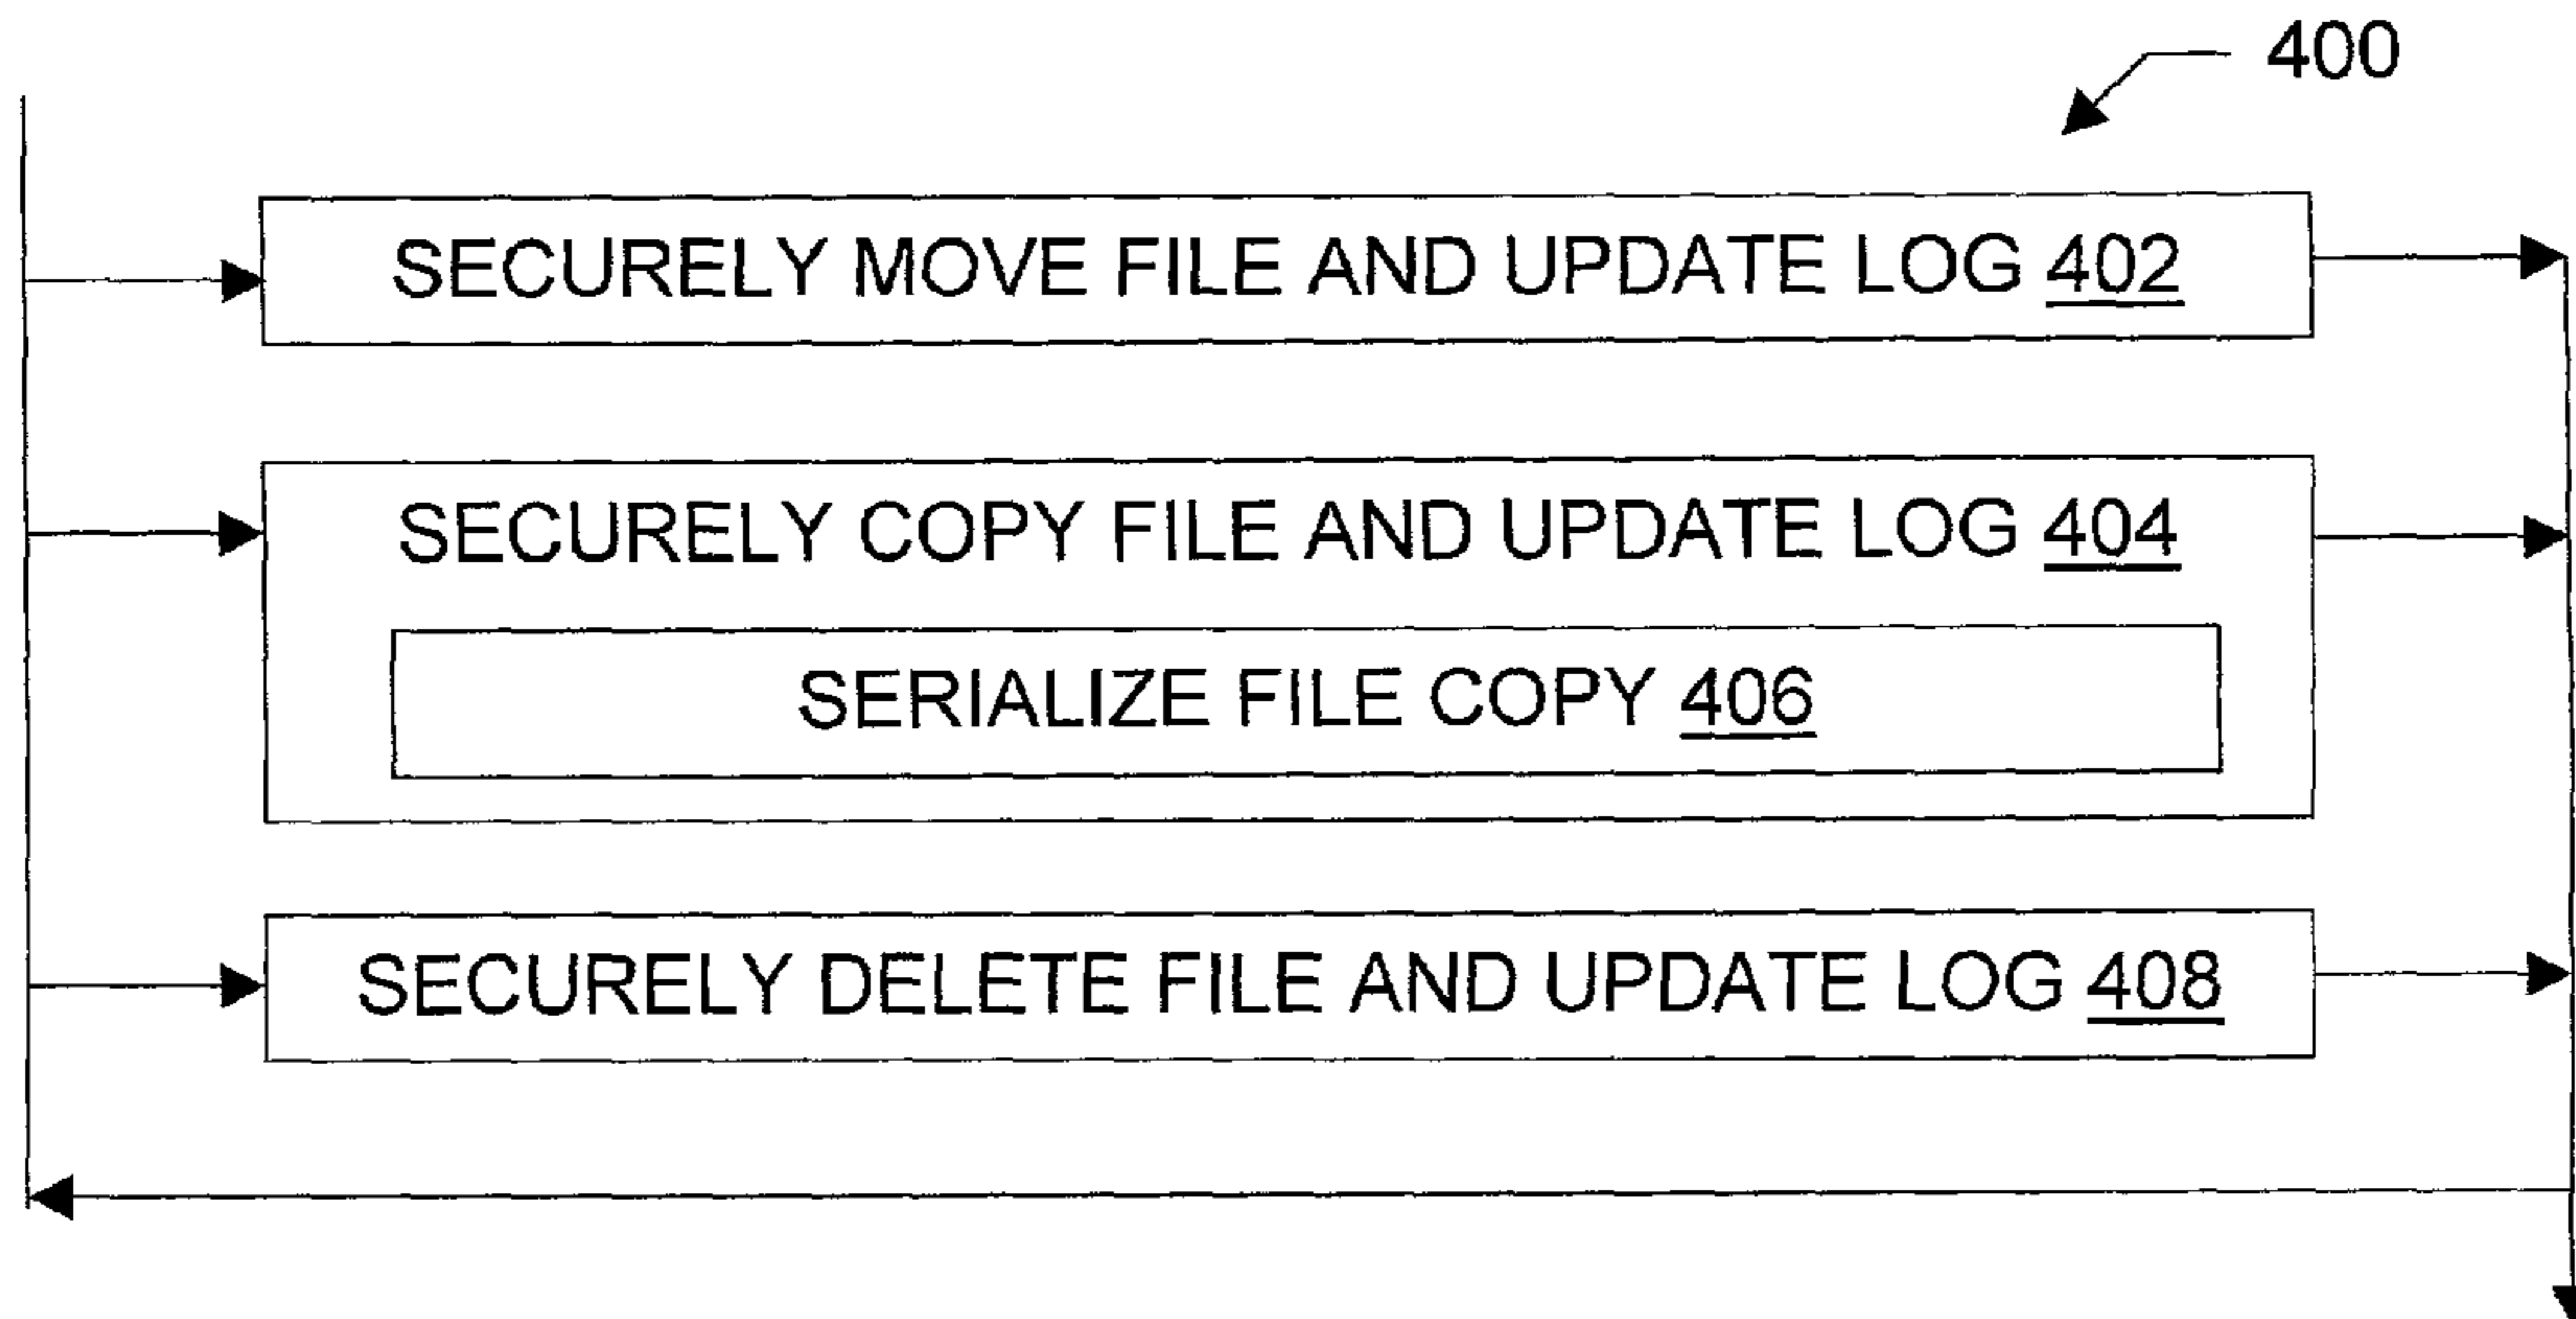 400
SECURELY MOVE FILE AND UPDATE LOG 402
SECURELY COPY FILE AND UPDATE LOG 404
SERIALIZE FILE COPY 406
SECURELY DELETE FILE AND UPDATE LOG 408